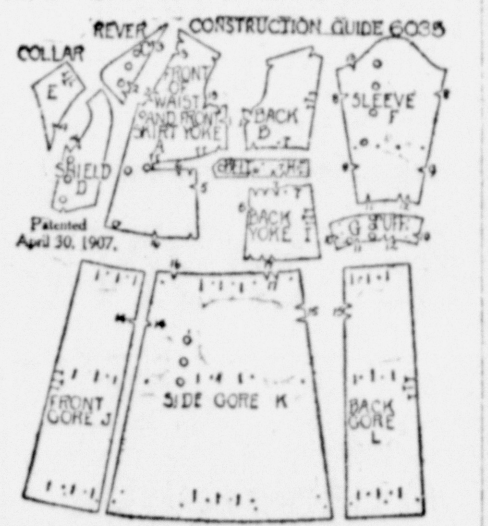 REVER CONSTRUCTION GUIDE 6035
COLLAR
E
FRONT
OF
WAIST
AND FRONT
SKIRT YOKE
A
BACK
B
SLEEVE
F
SHIELD
D
BELT
Patented
April 30, 1907.
BACK
YOKE I
G CUFF
FRONT
GORE J
SIDE GORE K
BACK
GORE
L